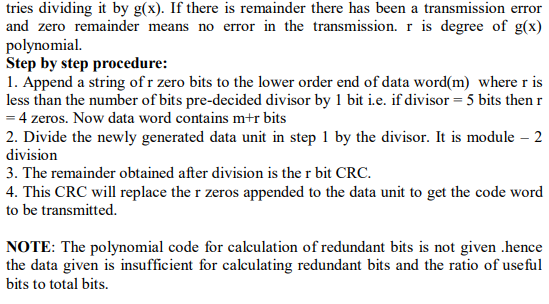 tries dividing it by g(x). If there is remainder there has been a transmission error
and zero remainder means no error in the transmission. r is degree of g(x)
polynomial.
Step by step procedure:
1. Append a string of r zero bits to the lower order end of data word(m) where r is
less than the number of bits pre-decided divisor by 1 bit i.e. if divisor = 5 bits then r
= 4 zeros. Now data word contains m+r bits
2. Divide the newly generated data unit in step 1 by the divisor. It is module – 2
division
3. The remainder obtained after division is the r bit CRC.
4. This CRC will replace the r zeros appended to the data unit to get the code word
to be transmitted.
NOTE: The polynomial code for calculation of redundant bits is not given .hence
the data given is insufficient for calculating redundant bits and the ratio of useful
bits to total bits.